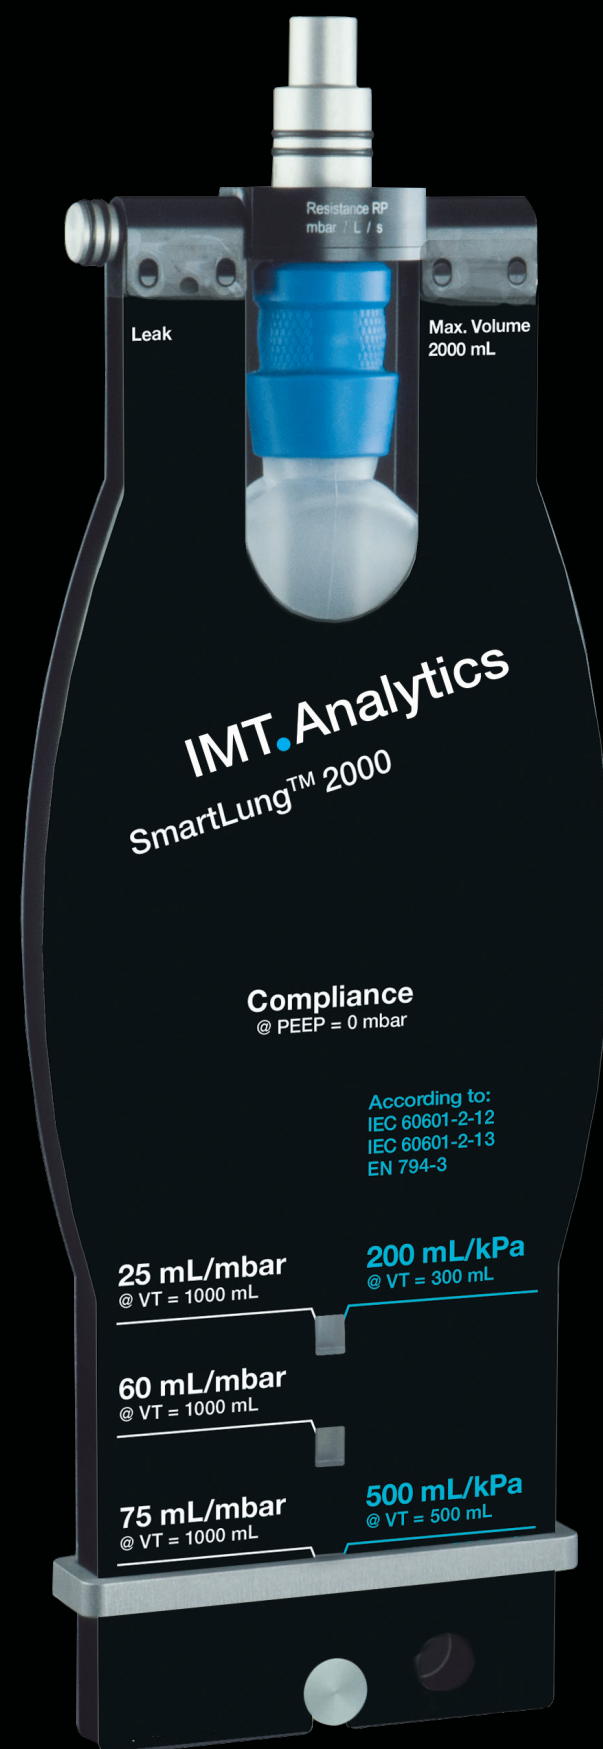 Resistance RP
mbar / L / s
Leak
Max. Volume
2000 mL
IMT.Analytics
SmartLung™ 2000
Compliance
@ PEEP = 0 mbar
According to:
IEC 60601-2-12
IEC 60601-2-13
EN 794-3
25 mL/mbar
@ VT = 1000 mL
200 mL/kPa
@ VT = 300 mL
60 mL/mbar
@ VT = 1000 mL
75 mL/mbar
@ VT = 1000 mL
500 mL/kPa
@ VT = 500 mL